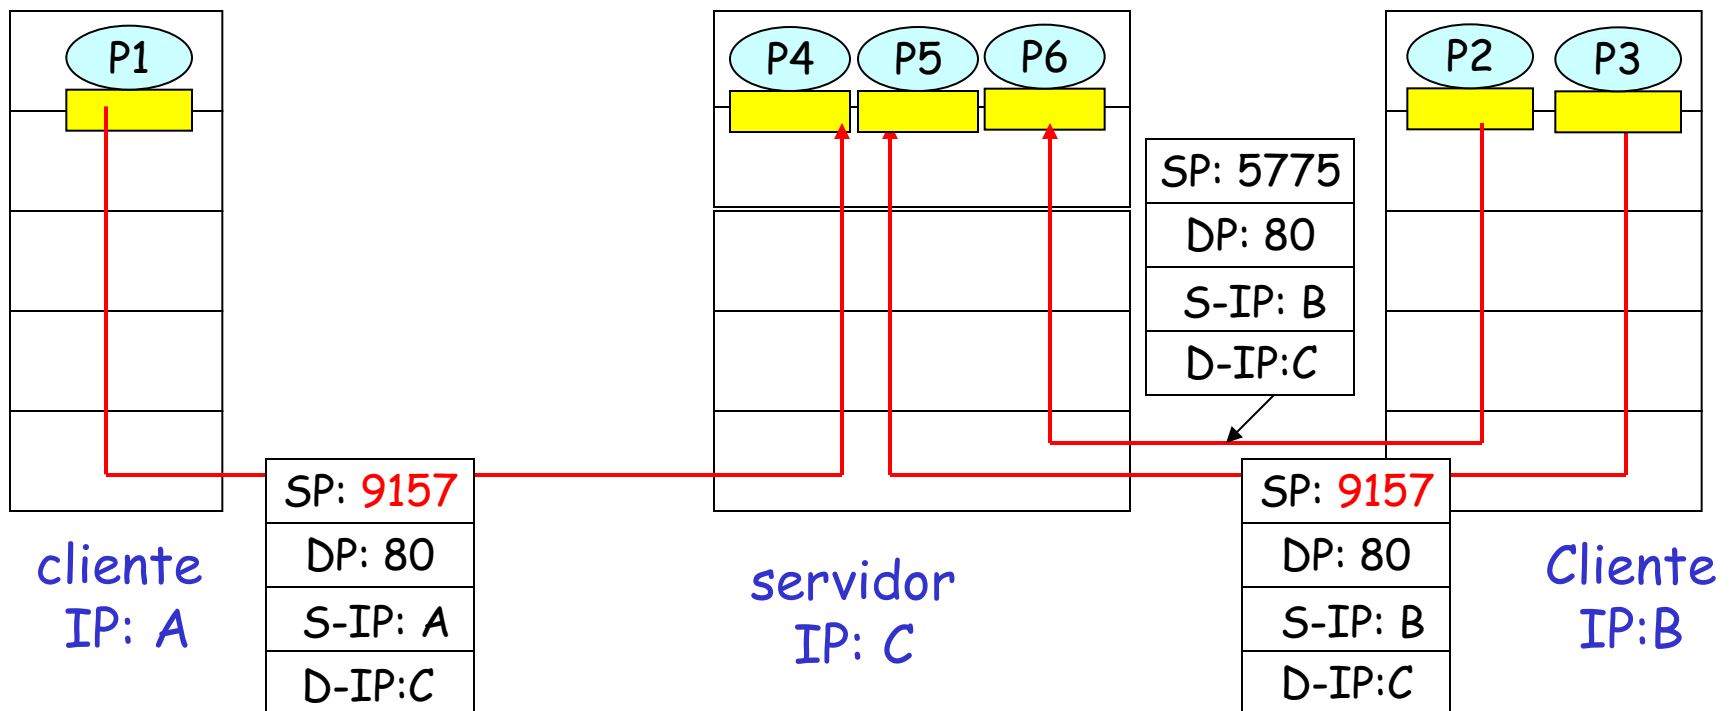 P1
P4
P5
P6
P2
P3
SP: 5775
DP: 80
S-IP: B
D-IP:C
SP: 9157
DP: 80
S-IP: A
D-IP:C
SP: 9157
DP: 80
S-IP: B
D-IP:C
cliente
IP: A
servidor
IP: C
Cliente
IP:B